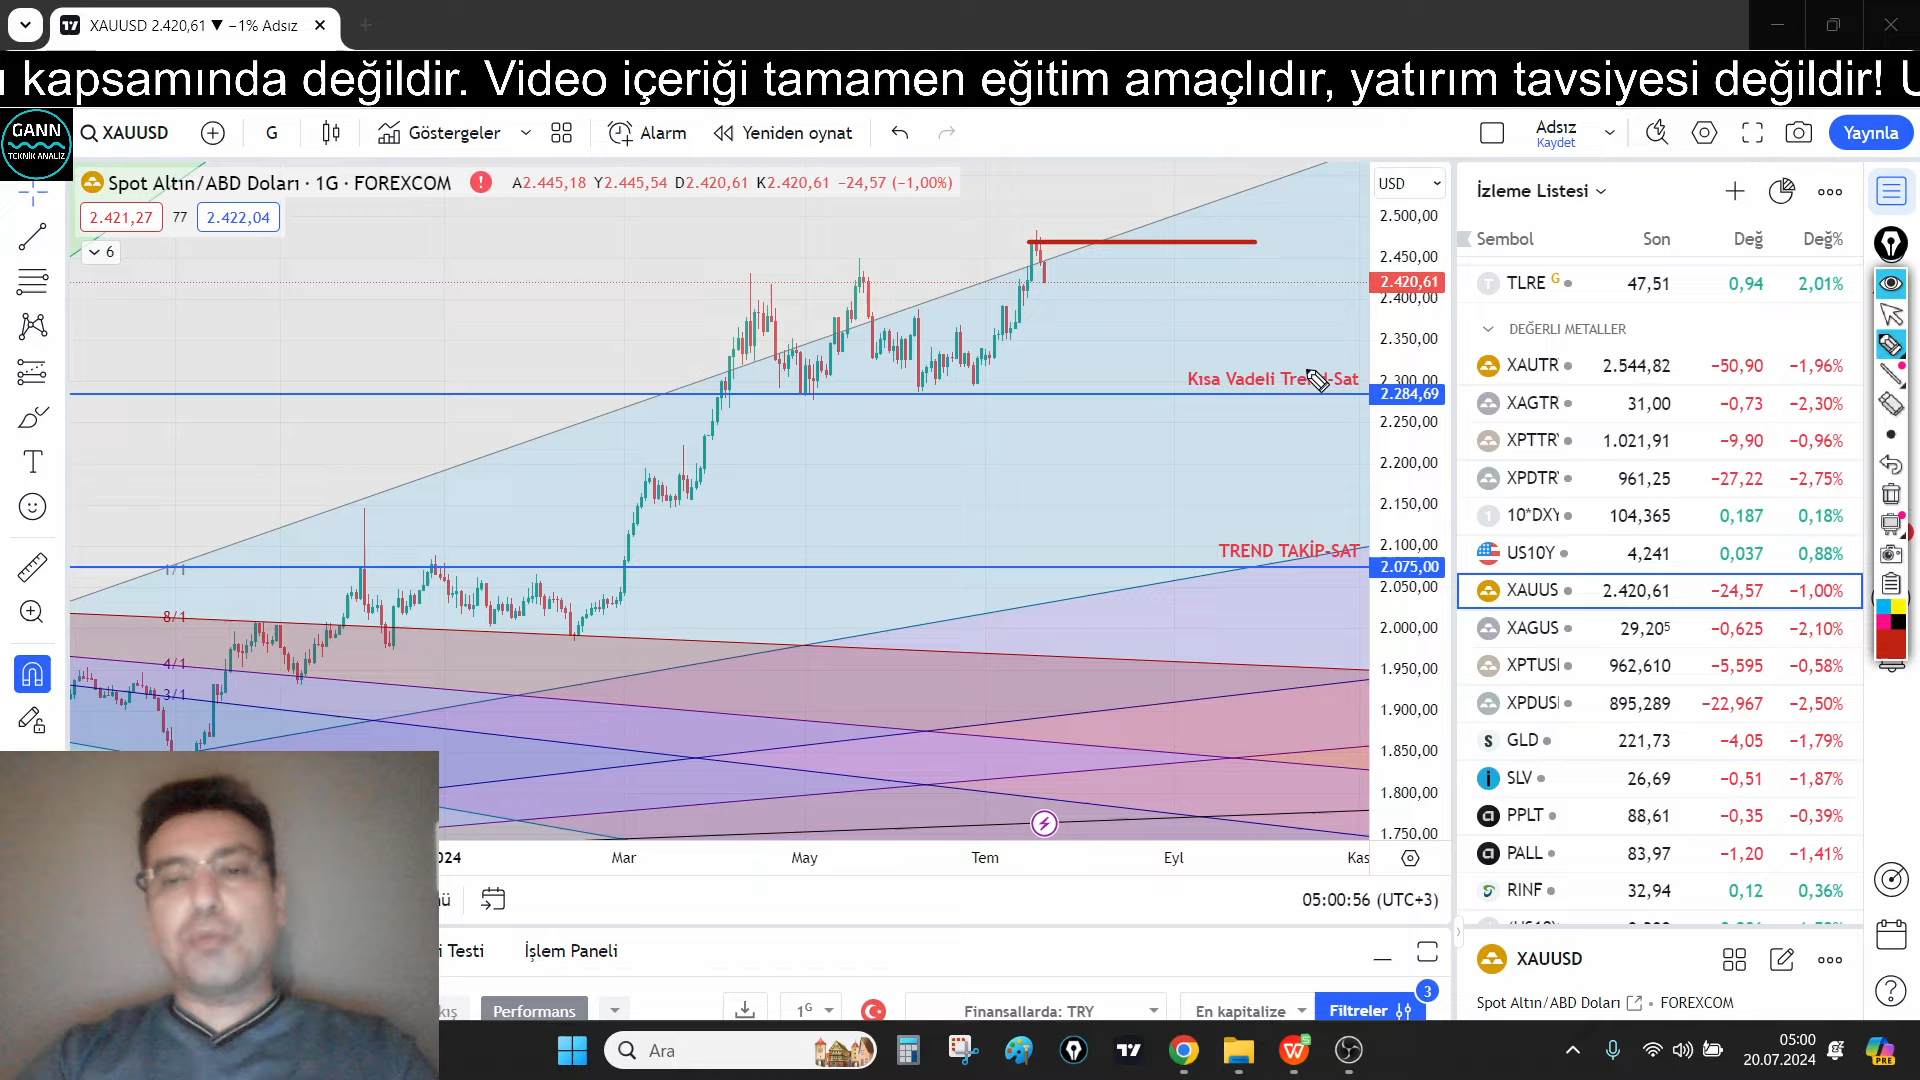 XAUUSD 2.420,61 ▼ −1% Adsız
ı kapsamında değildir. Video içeriği tamamen eğitim amaçlıdır, yatırım tavsiyesi değildir! U
GANN
TEKNİK ANALİZ
XAUUSD
G
Göstergeler
Alarm
Yeniden oynat
Adsız
Kaydet
Yayınla
Spot Altın/ABD Doları · 1G · FOREXCOM
A2.445,18 Y2.445,54 D2.420,61 K2.420,61 −24,57 (−1,00%)
2.421,27
77
2.422,04
6
USD
2.500,00
2.450,00
2.420,61
2.400,00
2.350,00
2.300,00
2.284,69
2.250,00
2.200,00
2.150,00
2.100,00
2.075,00
2.050,00
2.000,00
1.950,00
1.900,00
1.850,00
1.800,00
1.750,00
Kısa Vadeli Trend-Sat
TREND TAKİP-SAT
1/1
8/1
4/1
3/1
024
Mar
May
Tem
Eyl
Kas
05:00:56 (UTC+3)
i Testi
İşlem Paneli
kış
Performans
1G
Finansallarda: TRY
En kapitalize
Filtreler
3
İzleme Listesi
Sembol Son Değ Değ%
TLRE G 47,51 0,94 2,01%
DEĞERLI METALLER
XAUTR 2.544,82 −50,90 −1,96%
XAGTR 31,00 −0,73 −2,30%
XPTTR 1.021,91 −9,90 −0,96%
XPDTR 961,25 −27,22 −2,75%
10*DXY 104,365 0,187 0,18%
US10Y 4,241 0,037 0,88%
XAUUS 2.420,61 −24,57 −1,00%
XAGUS 29,205 −0,625 −2,10%
XPTUS 962,610 −5,595 −0,58%
XPDUS 895,289 −22,967 −2,50%
GLD 221,73 −4,05 −1,79%
SLV 26,69 −0,51 −1,87%
PPLT 88,61 −0,35 −0,39%
PALL 83,97 −1,20 −1,41%
RINF 32,94 0,12 0,36%
XAUUSD
Spot Altın/ABD Doları · FOREXCOM
Ara
05:00
20.07.2024
PRE